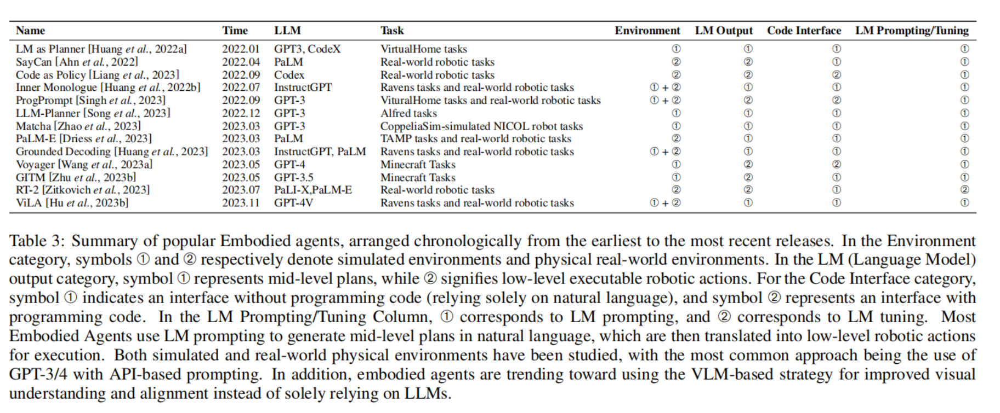 Name Time LLM Task Environment LM Output Code Interface LM Prompting/Tuning
LM as Planner [Huang et al., 2022a] 2022.01 GPT3, CodeX VirtualHome tasks ① ① ① ①
SayCan [Ahn et al., 2022] 2022.04 PaLM Real-world robotic tasks ② ② ① ①
Code as Policy [Liang et al., 2023] 2022.09 Codex Real-world robotic tasks ② ② ② ①
Inner Monologue [Huang et al., 2022b] 2022.07 InstructGPT Ravens tasks and real-world robotic tasks ① + ② ① ① ①
ProgPrompt [Singh et al., 2023] 2022.09 GPT-3 VituralHome tasks and real-world robotic tasks ① + ② ② ② ①
LLM-Planner [Song et al., 2023] 2022.12 GPT-3 Alfred tasks ① ① ① ①
Matcha [Zhao et al., 2023] 2023.03 GPT-3 CoppeliaSim-simulated NICOL robot tasks ① ① ① ①
PaLM-E [Driess et al., 2023] 2023.03 PaLM TAMP tasks and real-world robotic tasks ② ① ① ①
Grounded Decoding [Huang et al., 2023] 2023.03 InstructGPT, PaLM Ravens tasks and real-world robotic tasks ① + ② ① ① ①
Voyager [Wang et al., 2023a] 2023.05 GPT-4 Minecraft Tasks ① ② ② ①
GITM [Zhu et al., 2023b] 2023.05 GPT-3.5 Minecraft Tasks ① ② ① ①
RT-2 [Zitkovich et al., 2023] 2023.07 PaLI-X,PaLM-E Real-world robotic tasks ② ② ① ②
ViLA [Hu et al., 2023b] 2023.11 GPT-4V Ravens tasks and real-world robotic tasks ① + ② ① ① ①
Table 3: Summary of popular Embodied agents, arranged chronologically from the earliest to the most recent releases. In the Environment
category, symbols ① and ② respectively denote simulated environments and physical real-world environments. In the LM (Language Model)
output category, symbol ① represents mid-level plans, while ② signifies low-level executable robotic actions. For the Code Interface category,
symbol ① indicates an interface without programming code (relying solely on natural language), and symbol ② represents an interface with
programming code. In the LM Prompting/Tuning Column, ① corresponds to LM prompting, and ② corresponds to LM tuning. Most
Embodied Agents use LM prompting to generate mid-level plans in natural language, which are then translated into low-level robotic actions
for execution. Both simulated and real-world physical environments have been studied, with the most common approach being the use of
GPT-3/4 with API-based prompting. In addition, embodied agents are trending toward using the VLM-based strategy for improved visual
understanding and alignment instead of solely relying on LLMs.